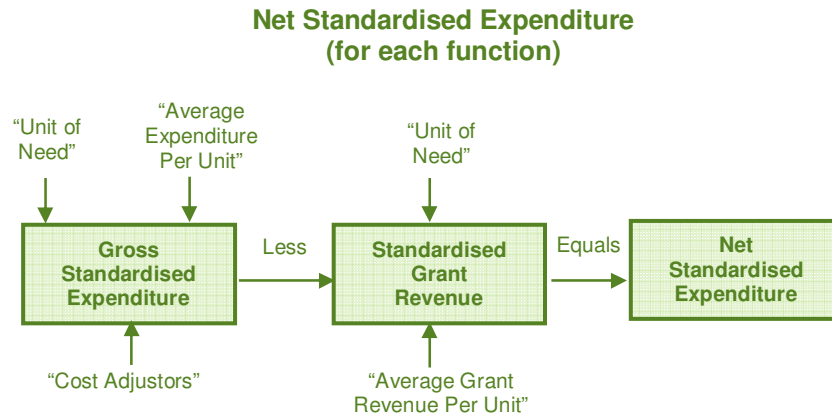 Net Standardised Expenditure
(for each function)
“Unit of
Need”
“Average
Expenditure
Per Unit”
“Unit of
Need”
Gross
Standardised
Expenditure
Less
Standardised
Grant
Revenue
Equals
Net
Standardised
Expenditure
“Cost Adjustors”
“Average Grant
Revenue Per Unit”